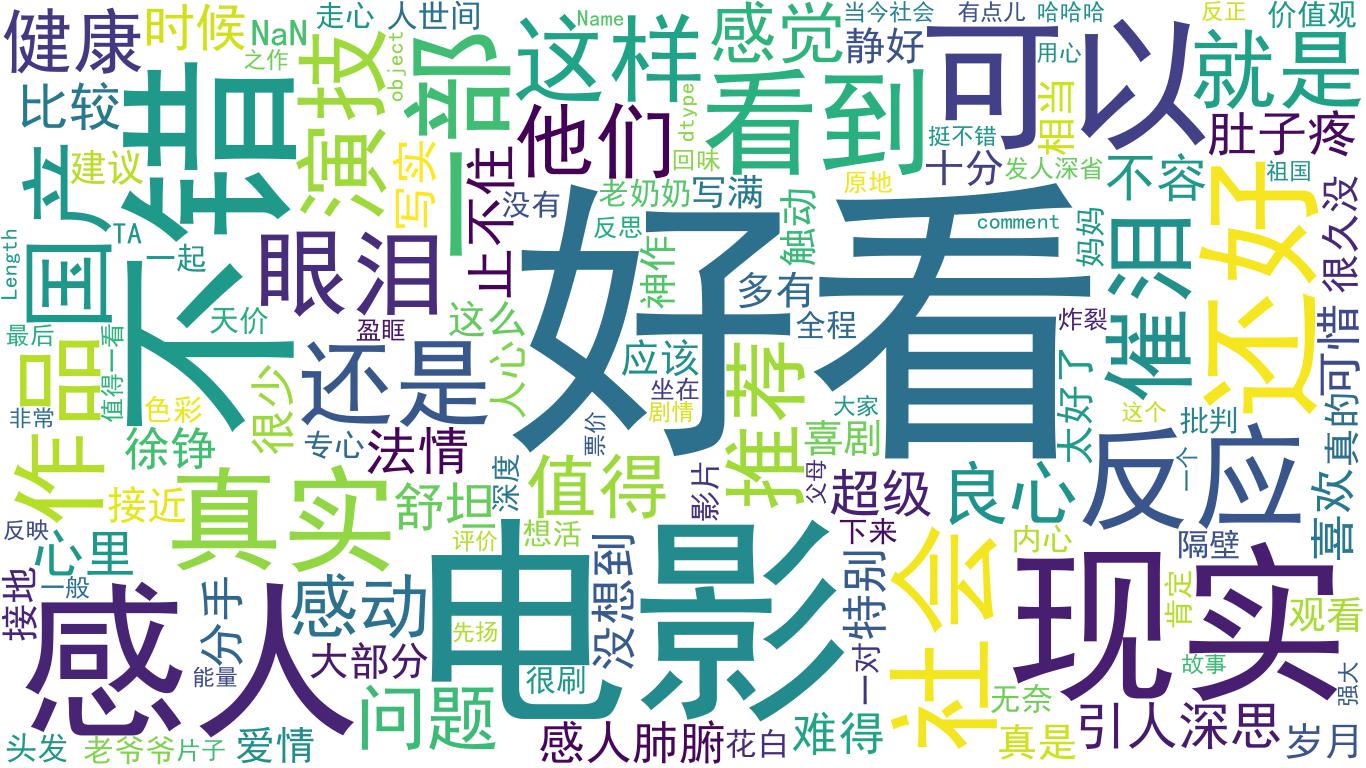 健康
时候
NaN
走心
人世间
Name
这样
感觉
当今社会
有点儿
哈哈哈
反正
价值观
之作
object
演技
一部
静好
可以
用心
就是
比较
不错
他们
dtype
看到
相当
肚子疼
建议
写实
止不住
回味
挺不错
十分
发人深省
不容
祖国
国产
TA
没有
老奶奶
写满
原地
触动
comment
妈妈
还好
很久没
Length
一起
眼泪
反思
神作
好看
多有
催泪
天价
盈眶
这么
全程
炸裂
可惜
最后
作品
值得一看
还是
人心
应该
推荐
太好了
真的
非常
色彩
很少
坐在
剧情
大家
这个
批判
徐铮
专心
法情
票价
喜剧
反应
一个
喜欢
接近
真实
舒坦
深度
值得
影片
父母
超级
良心
反映
心里
评价
想活
下来
内心
隔壁
接地
一般
感人
分手
感动
电影
没想到
一对
特别
社会
现实
肯定
观看
能量
大部分
先扬
很刷
故事
强大
问题
无奈
头发
老爷爷
片子
爱情
感人肺腑
花白
难得
真是
引人深思
岁月